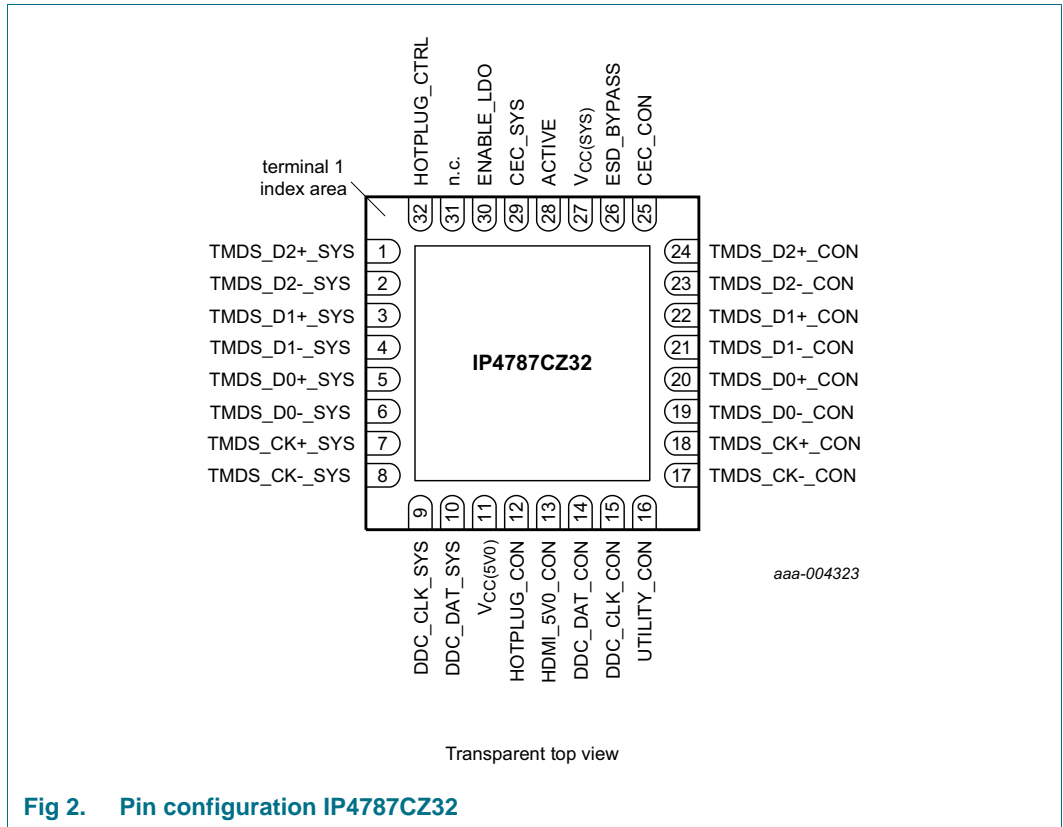 HOTPLUG_CTRL
n.c.
ENABLE_LDO
CEC_SYS
ACTIVE
VCC(SYS)
ESD_BYPASS
CEC_CON
terminal 1
index area
32 31 30 29 28 27 26 25
TMDS_D2+_SYS 1 24 TMDS_D2+_CON
TMDS_D2-_SYS 2 23 TMDS_D2-_CON
TMDS_D1+_SYS 3 22 TMDS_D1+_CON
TMDS_D1-_SYS 4 21 TMDS_D1-_CON
IP4787CZ32
TMDS_D0+_SYS 5 20 TMDS_D0+_CON
TMDS_D0-_SYS 6 19 TMDS_D0-_CON
TMDS_CK+_SYS 7 18 TMDS_CK+_CON
TMDS_CK-_SYS 8 17 TMDS_CK-_CON
9 10 11 12 13 14 15 16
DDC_CLK_SYS
DDC_DAT_SYS
VCC(5V0)
HOTPLUG_CON
HDMI_5V0_CON
DDC_DAT_CON
DDC_CLK_CON
UTILITY_CON
aaa-004323
Transparent top view
Fig 2. Pin configuration IP4787CZ32